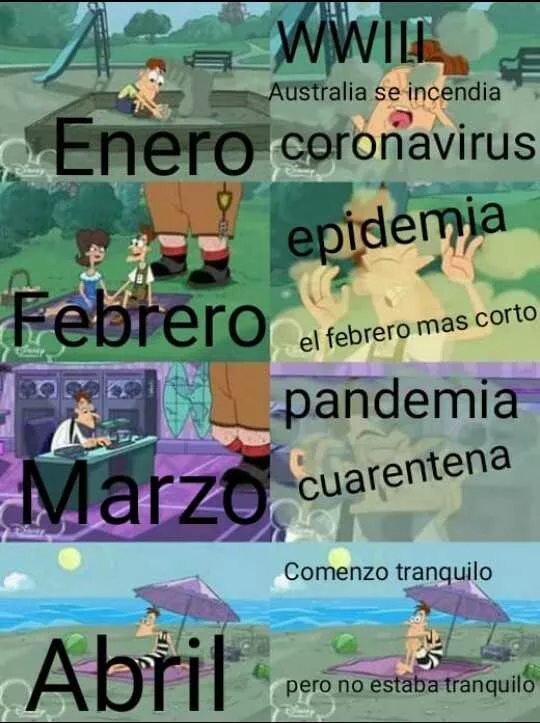 WWIII
Australia se incendia
Enero
coronavirus
epidemia
Febrero
el febrero mas corto
pandemia
cuarentena
Marzo
Comenzo tranquilo
Abril
pero no estaba tranquilo